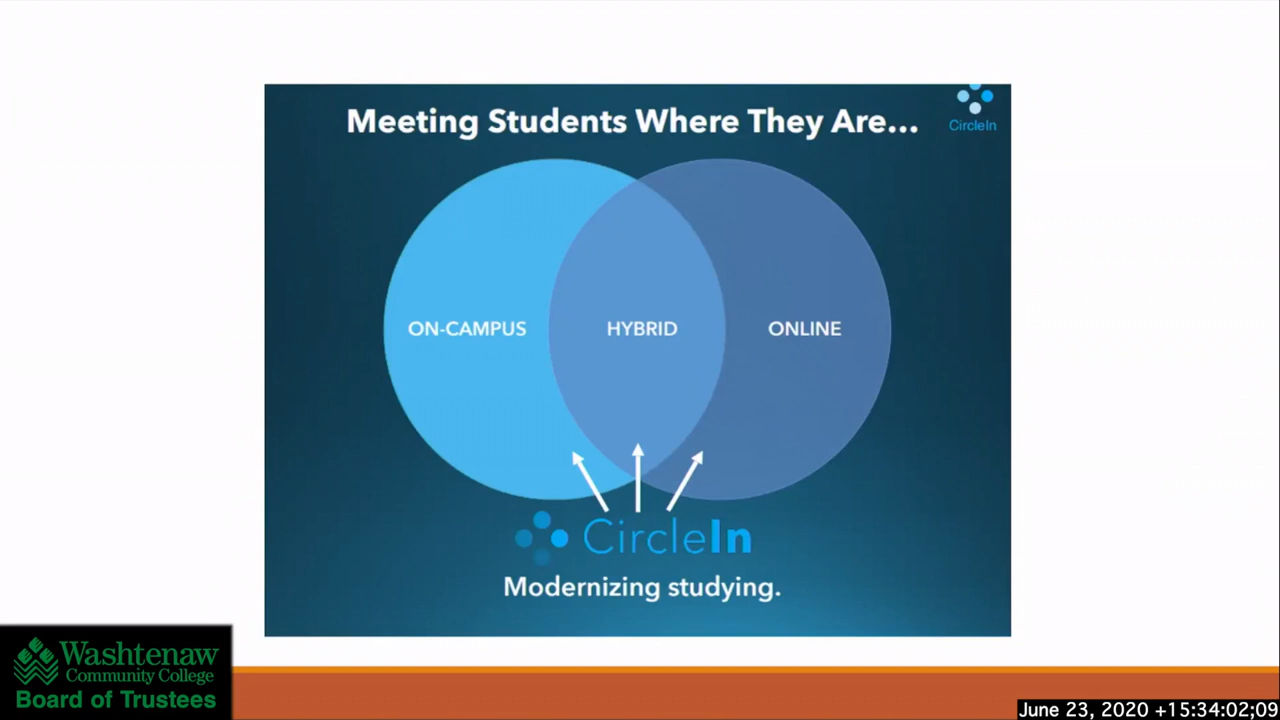 Meeting Students Where They Are...
CircleIn
ON-CAMPUS
HYBRID
ONLINE
CircleIn
Modernizing studying.
Washtenaw
Community College
Board of Trustees
June 23, 2020 +15:34:02;09